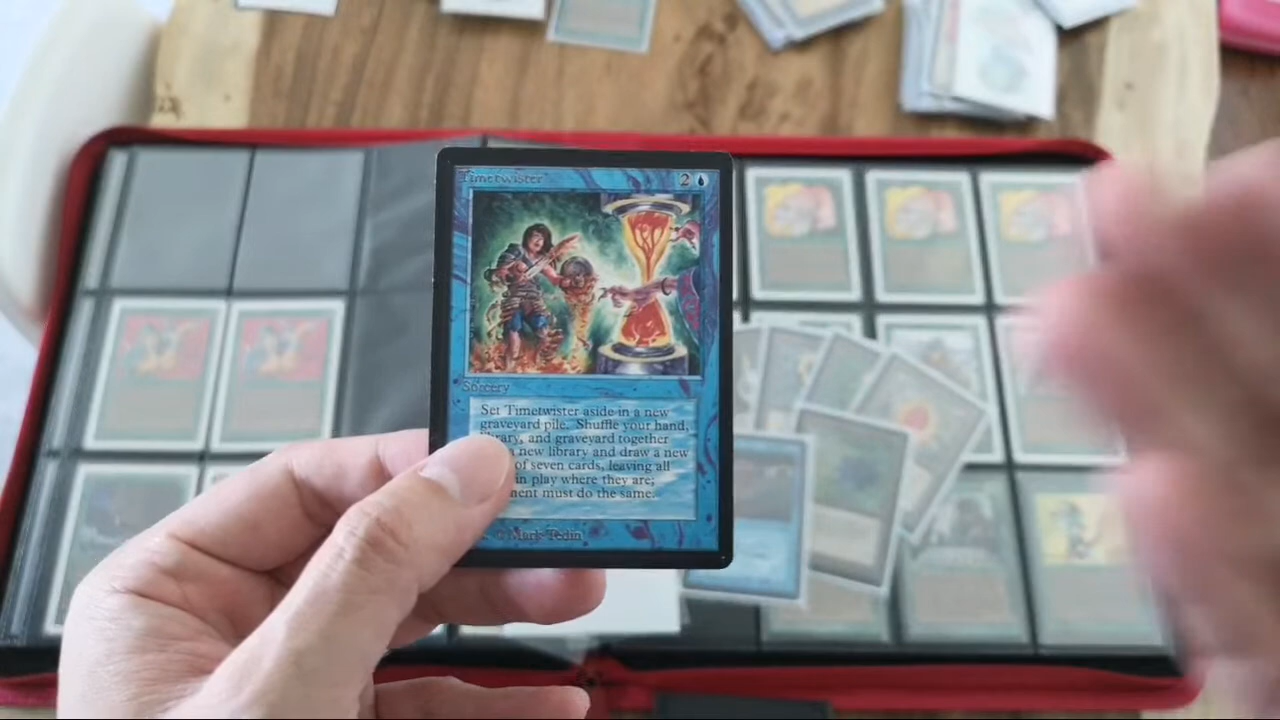 Timetwister 2
Sorcery
Set Timetwister aside in a new
graveyard pile. Shuffle your hand,
library, and graveyard together
a new library and draw a new
of seven cards, leaving all
in play where they are;
must do the same.
© Mark Tedin